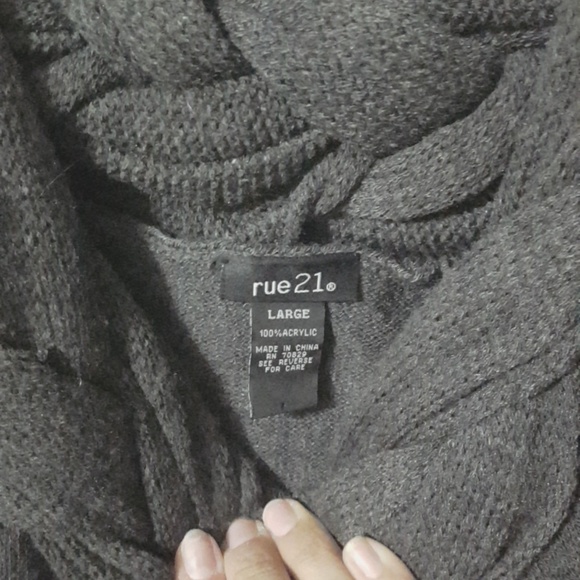 rue21®
LARGE
100% ACRYLIC
MADE IN CHINA
RN 70829
SEE REVERSE
FOR CARE